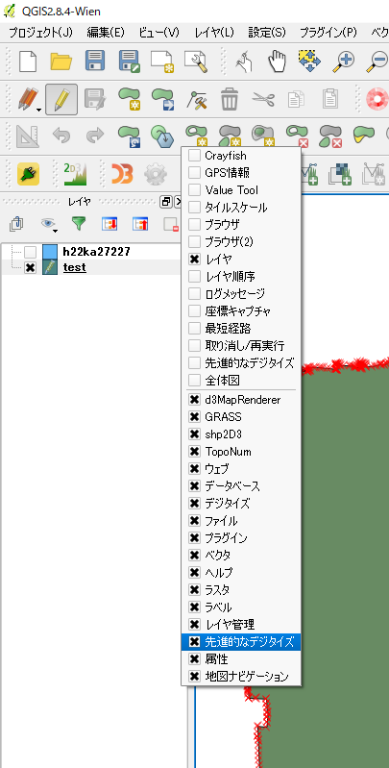 QGIS2.8.4-Wien
プロジェクト(J) 編集(E) ビュー(V) レイヤ(L) 設定(S) プラグイン(P) ベク
2D
レイヤ
h22ka27227
test
Crayfish
GPS情報
Value Tool
タイルスケール
ブラウザ
ブラウザ(2)
レイヤ
レイヤ順序
ログメッセージ
座標キャプチャ
最短経路
取り消し/再実行
先進的なデジタイズ
全体図
d3MapRenderer
GRASS
shp2D3
TopoNum
ウェブ
データベース
デジタイズ
ファイル
プラグイン
ベクタ
ヘルプ
ラスタ
ラベル
レイヤ管理
先進的なデジタイズ
属性
地図ナビゲーション